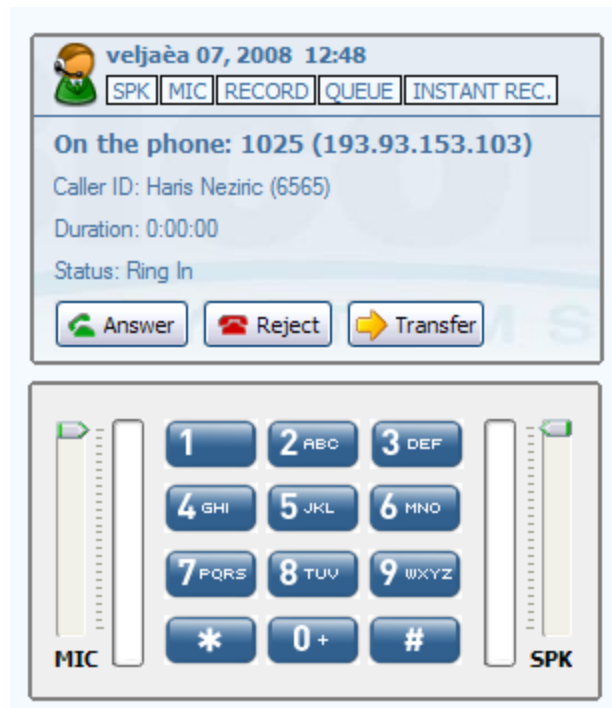 veljaèa 07, 2008 12:48
SPK MIC RECORD QUEUE INSTANT REC.
On the phone: 1025 (193.93.153.103)
Caller ID: Haris Neziric (6565)
Duration: 0:00:00
Status: Ring In
Answer Reject Transfer
1 2 ABC 3 DEF
4 GHI 5 JKL 6 MNO
7 PQRS 8 TUV 9 WXYZ
* 0 + #
MIC SPK